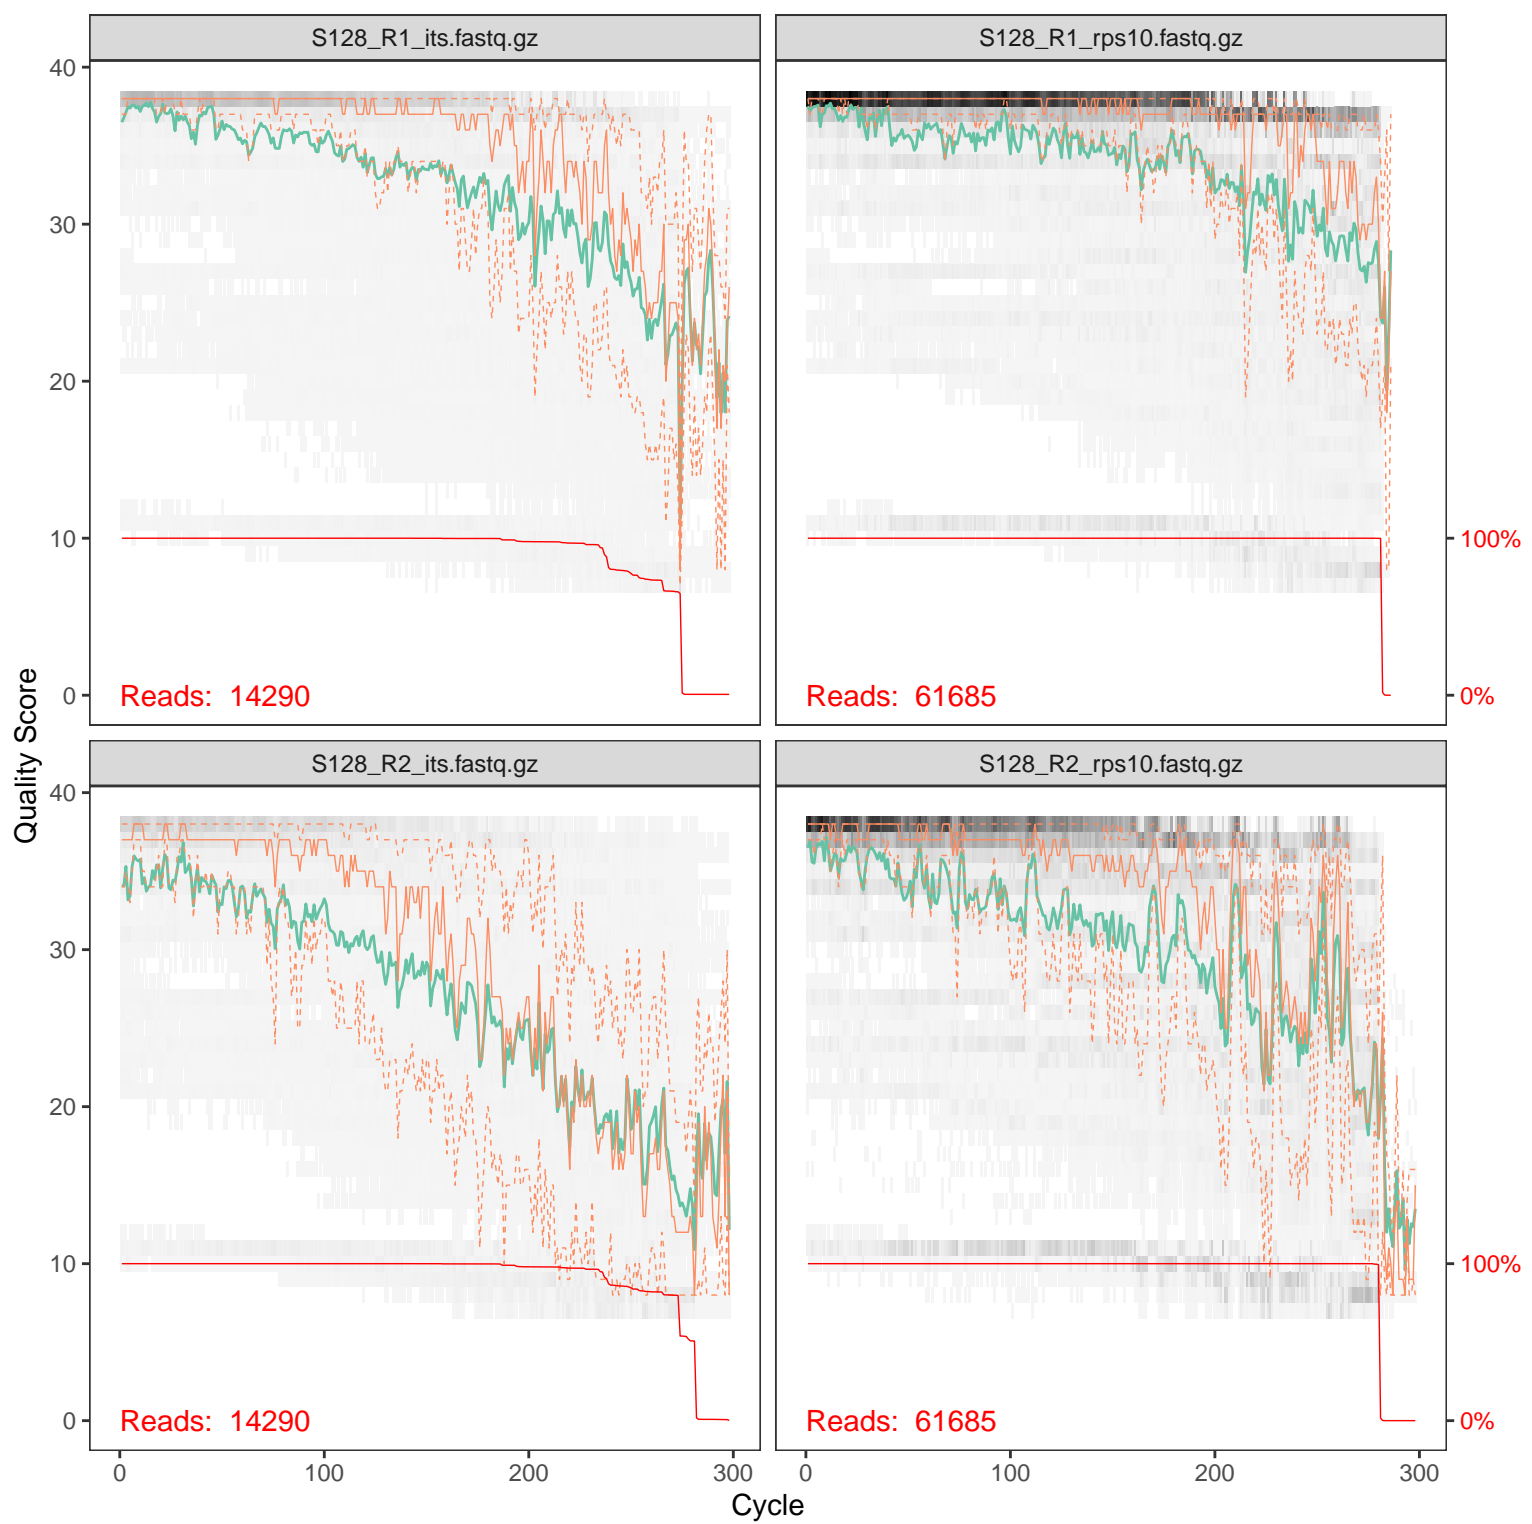 S128_R1_its.fastq.gz
S128_R1_rps10.fastq.gz
40
30
20
10
0
Reads: 14290
Reads: 61685
100%
0%
Quality Score
S128_R2_its.fastq.gz
S128_R2_rps10.fastq.gz
40
30
20
10
0
Reads: 14290
Reads: 61685
100%
0%
0 100 200 300
0 100 200 300
Cycle